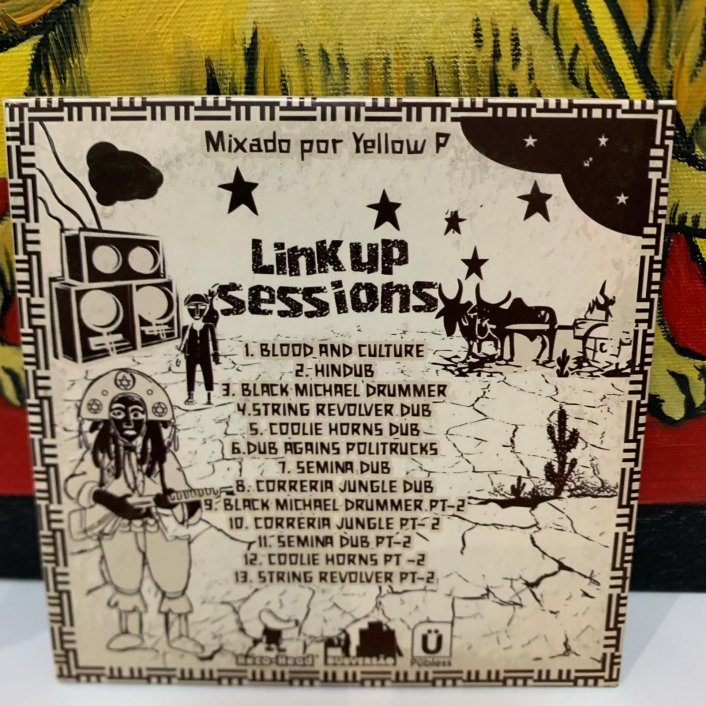 Mixado por Yellow P
Link up
Sessions
1. BLOOD AND CULTURE
2. HINDUB
3. BLACK MICHAEL DRUMMER
4.STRING REVOLVER DUB
5. COOLIE HORNS DUB
6.DUB AGAINS POLITRUCKS
7. SEMINA DUB
8. CORRERIA JUNGLE DUB
9. BLACK MICHAEL DRUMMER PT-2
10. CORRERIA JUNGLE PT-2
11. SEMINA DUB PT-2
12. COOLIE HORNS PT -2
13. STRING REVOLVER PT-2
Ü